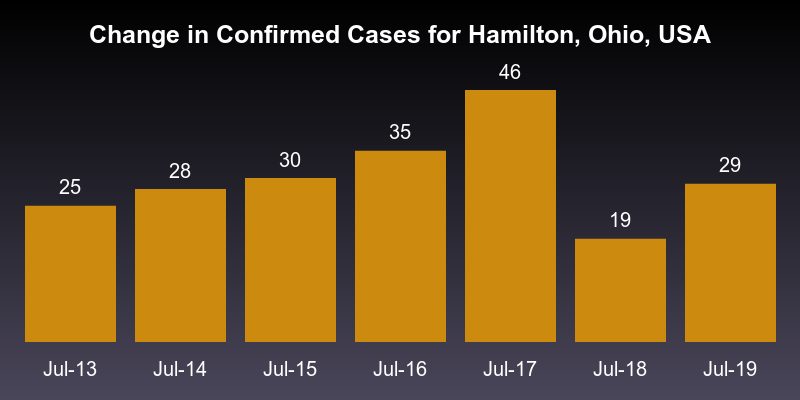 Change in Confirmed Cases for Hamilton, Ohio, USA
25 28 30 35 46 19 29
Jul-13 Jul-14 Jul-15 Jul-16 Jul-17 Jul-18 Jul-19